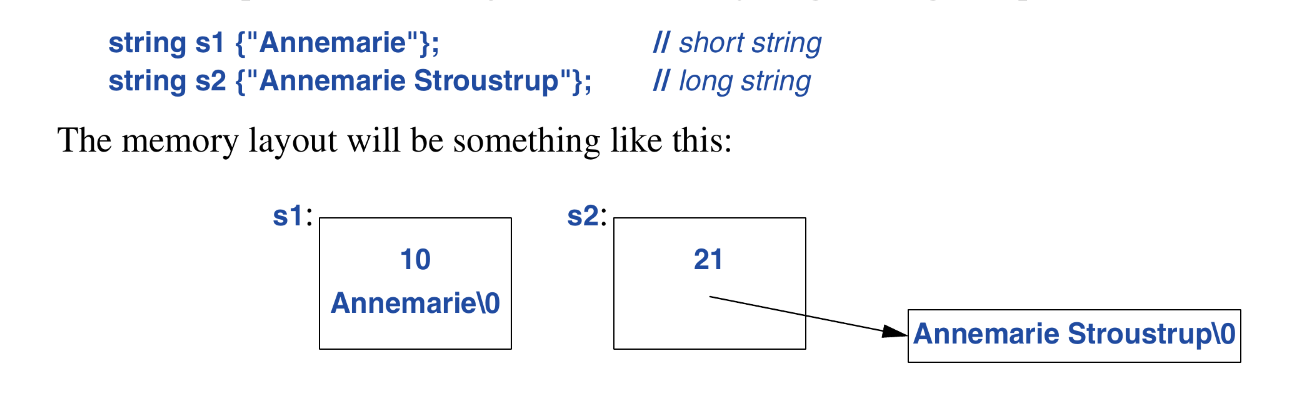 string s1 {"Annemarie"}; // short string
string s2 {"Annemarie Stroustrup"}; // long string
The memory layout will be something like this:
s1: s2:
10 21
Annemarie\0
Annemarie Stroustrup\0